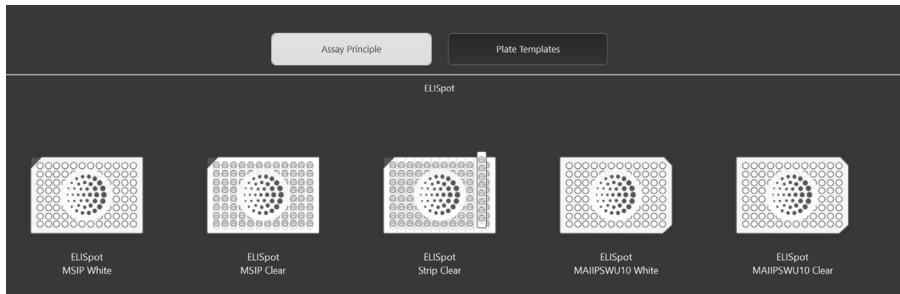 Assay Principle
Plate Templates
ELISpot
ELISpot
MSIP White
ELISpot
MSIP Clear
ELISpot
Strip Clear
ELISpot
MAIIPSWU10 White
ELISpot
MAIIPSWU10 Clear